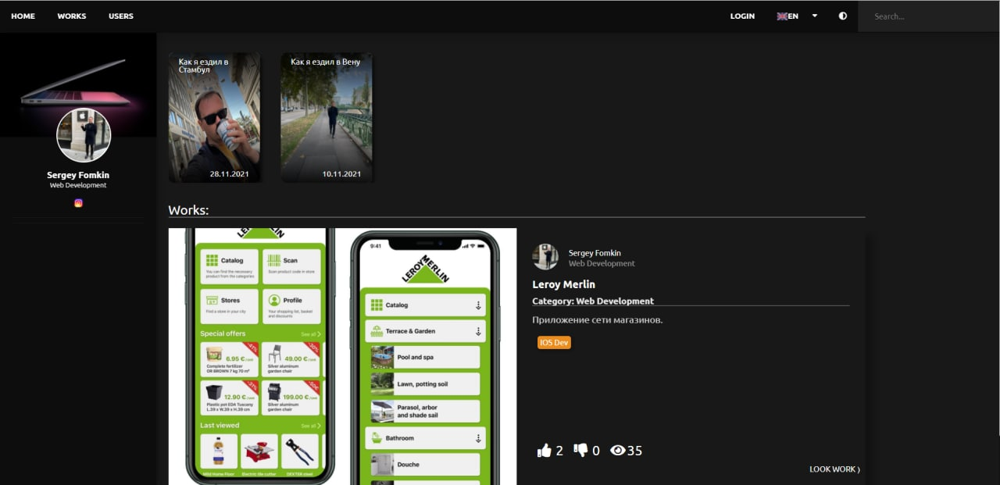 HOME WORKS USERS LOGIN EN Search...
Как я ездил в
Стамбул
28.11.2021
Как я ездил в Вену
10.11.2021
Sergey Fomkin
Web Development
Works:
LEROY MERLIN
Catalog
You can find the necessary
product from the categories
Scan
Scan product code in store
Stores
Find a store in your city
Profile
Your shopping list, basket
and discounts
Special offers See all
-41%
6.95 €
Complete fertilizer
OR BROWN 7 kg 70 m²
-30%
49.00 €
Silver aluminum
garden chair
-31%
12.90 €
Plastic pot EDA Tuscany
L.39 x W.39 x H.39 cm
-50€
199.00 €
Silver aluminum
garden chair
Last viewed See all
Mild Home Floor
Electric tile cutter
DEXTER steel
9:41
LEROY MERLIN
Catalog
Terrace & Garden
Pool and spa
Lawn, potting soil
Parasol, arbor
and shade sail
Bathroom
Douche
Sergey Fomkin
Web Development
Leroy Merlin
Category: Web Development
Приложение сети магазинов.
IOS Dev
2 0 35
LOOK WORK ⟩